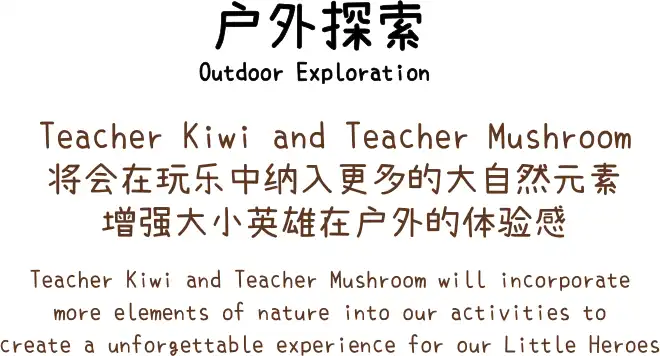 户外探索
Outdoor Exploration
Teacher Kiwi and Teacher Mushroom
将会在玩乐中纳入更多的大自然元素
增强大小英雄在户外的体验感
Teacher Kiwi and Teacher Mushroom will incorporate
more elements of nature into our activities to
create a unforgettable experience for our Little Heroes